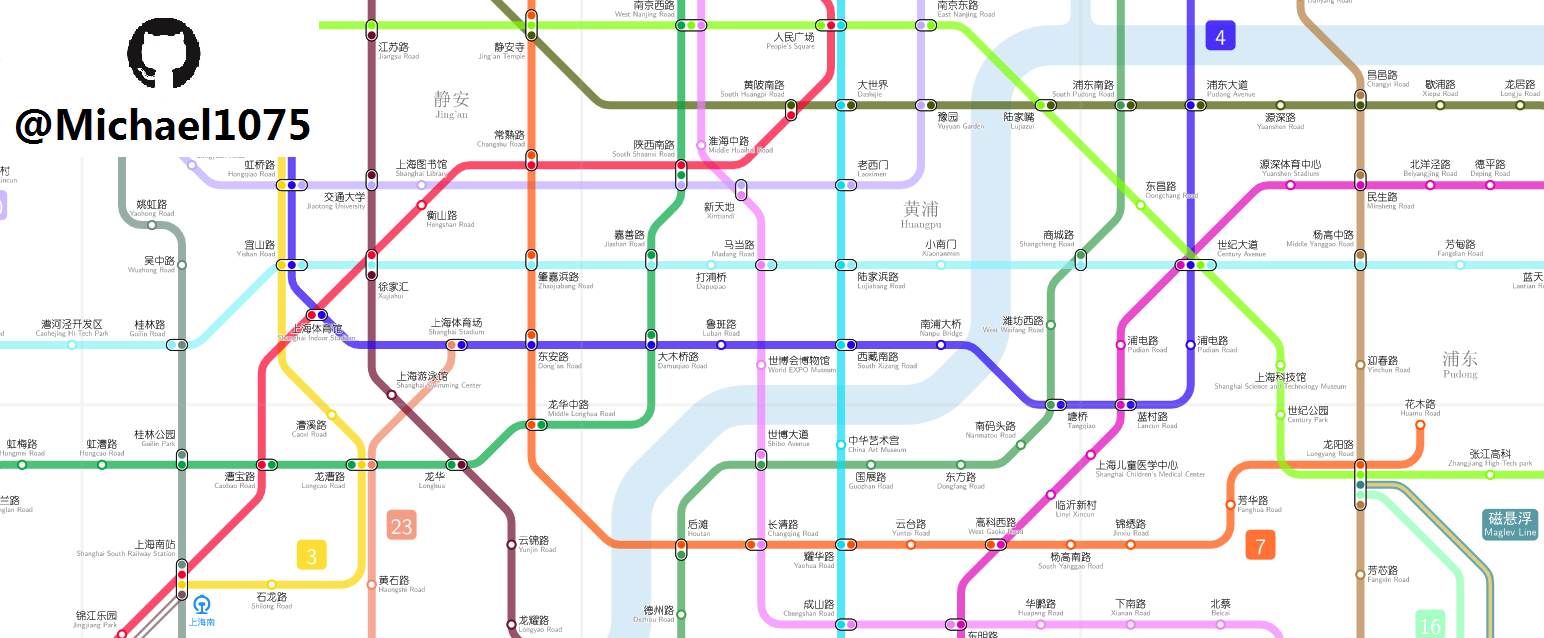 @Michael1075
南京西路
West Nanjing Road
人民广场
People's Square
南京东路
East Nanjing Road
4
江苏路
Jiangsu Road
静安寺
Jing'an Temple
静安
Jing'an
黄陂南路
South Huangpi Road
大世界
Dashijie
豫园
Yuyuan Garden
陆家嘴
Lujiazui
浦东南路
South Pudong Road
浦东大道
Pudong Avenue
源深路
Yuanshen Road
昌邑路
Changyi Road
歇浦路
Xiepu Road
龙居路
Longju Road
村
虹桥路
Hongqiao Road
上海图书馆
Shanghai Library
交通大学
Jiaotong University
常熟路
Changshu Road
陕西南路
South Shaanxi Road
淮海中路
Middle Huaihai Road
老西门
Laoximen
新天地
Xintiandi
黄浦
Huangpu
东昌路
Dongchang Road
源深体育中心
Yuanshen Stadium
北洋泾路
Beiyangjing Road
德平路
Deping Road
民生路
Minsheng Road
姚虹路
Yaohong Road
衡山路
Hengshan Road
吴中路
Wuzhong Road
宜山路
Yishan Road
徐家汇
Xujiahui
肇嘉浜路
Zhaojiabang Road
嘉善路
Jiashan Road
马当路
Madang Road
打浦桥
Dapuqiao
陆家浜路
Lujiabang Road
小南门
Xiaonanmen
商城路
Shangcheng Road
世纪大道
Century Avenue
杨高中路
Middle Yanggao Road
芳甸路
Fangdian Road
蓝天
漕河泾开发区
Caohejing Hi-Tech Park
桂林路
Guilin Road
上海体育馆
Shanghai Indoor Stadium
上海体育场
Shanghai Stadium
东安路
Dong'an Road
大木桥路
Damuqiao Road
鲁班路
Luban Road
西藏南路
South Xizang Road
南浦大桥
Nanpu Bridge
潍坊西路
West Weifang Road
浦电路
Pudian Road
浦电路
Pudian Road
上海科技馆
Shanghai Science and Technology Museum
迎春路
Yinchun Road
浦东
Pudong
上海游泳馆
Shanghai Swimming Center
世博会博物馆
World EXPO Museum
漕溪路
Caoxi Road
龙华中路
Middle Longhua Road
塘桥
Tangqiao
蓝村路
Lancun Road
世纪公园
Century Park
花木路
Huamu Road
虹梅路
Hongmei Road
虹漕路
Hongcao Road
桂林公园
Guilin Park
漕宝路
Caobao Road
龙漕路
Longcao Road
龙华
Longhua
世博大道
Shibo Avenue
中华艺术宫
China Art Museum
国展路
Guozhan Road
东方路
Dongfang Road
南码头路
Nanmatou Road
上海儿童医学中心
Shanghai Children's Medical Center
龙阳路
Longyang Road
张江高科
Zhangjiang High-Tech park
兰路
临沂新村
Linyi Xincun
芳华路
Fanghua Road
磁悬浮
Maglev Line
23
3
7
16
上海南站
Shanghai South Railway Station
云锦路
Yunjin Road
后滩
Houtan
长清路
Changqing Road
耀华路
Yaohua Road
云台路
Yuntai Road
高科西路
West Gaoke Road
杨高南路
South Yanggao Road
锦绣路
Jinxiu Road
石龙路
Shilong Road
黄石路
Huangshi Road
芳芯路
Fangxin Road
上海南
锦江乐园
Jinjiang Park
龙耀路
Longyao Road
德州路
Dezhou Road
成山路
Chengshan Road
东明路
华鹏路
Huapeng Road
下南路
Xianan Road
北蔡
Beicai